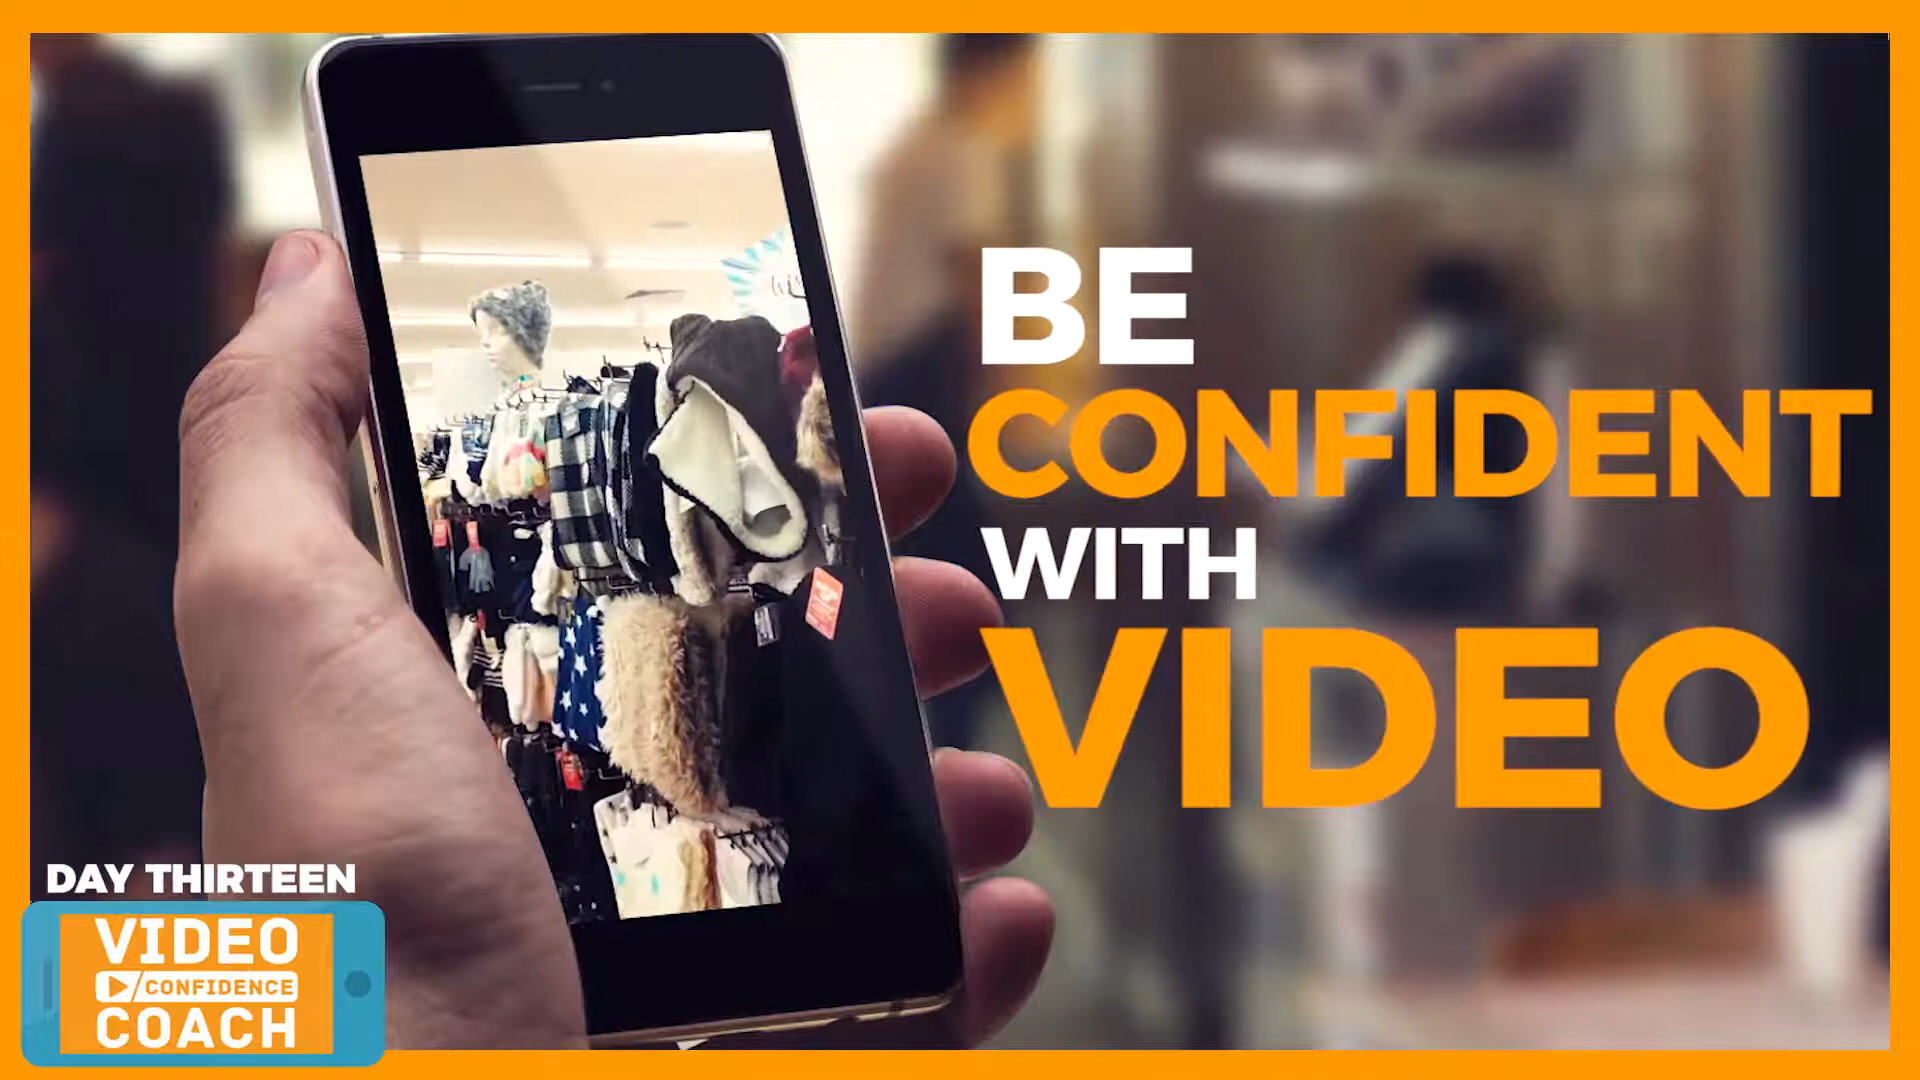 BE
CONFIDENT
WITH
VIDEO
DAY THIRTEEN
VIDEO
CONFIDENCE
COACH